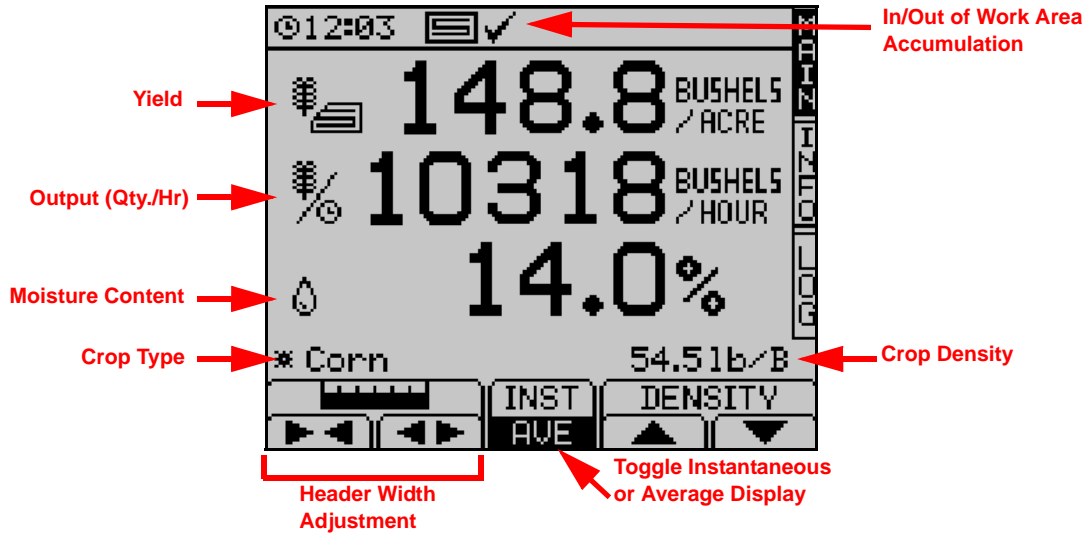 In/Out of Work Area
Accumulation
12:03
MAIN
Yield
148.8 BUSHELS
/ACRE
INFO
Output (Qty./Hr)
10318 BUSHELS
/HOUR
Moisture Content
14.0%
LOG
Crop Type
Corn
54.5lb/B
Crop Density
INST
DENSITY
AVE
Header Width
Adjustment
Toggle Instantaneous
or Average Display